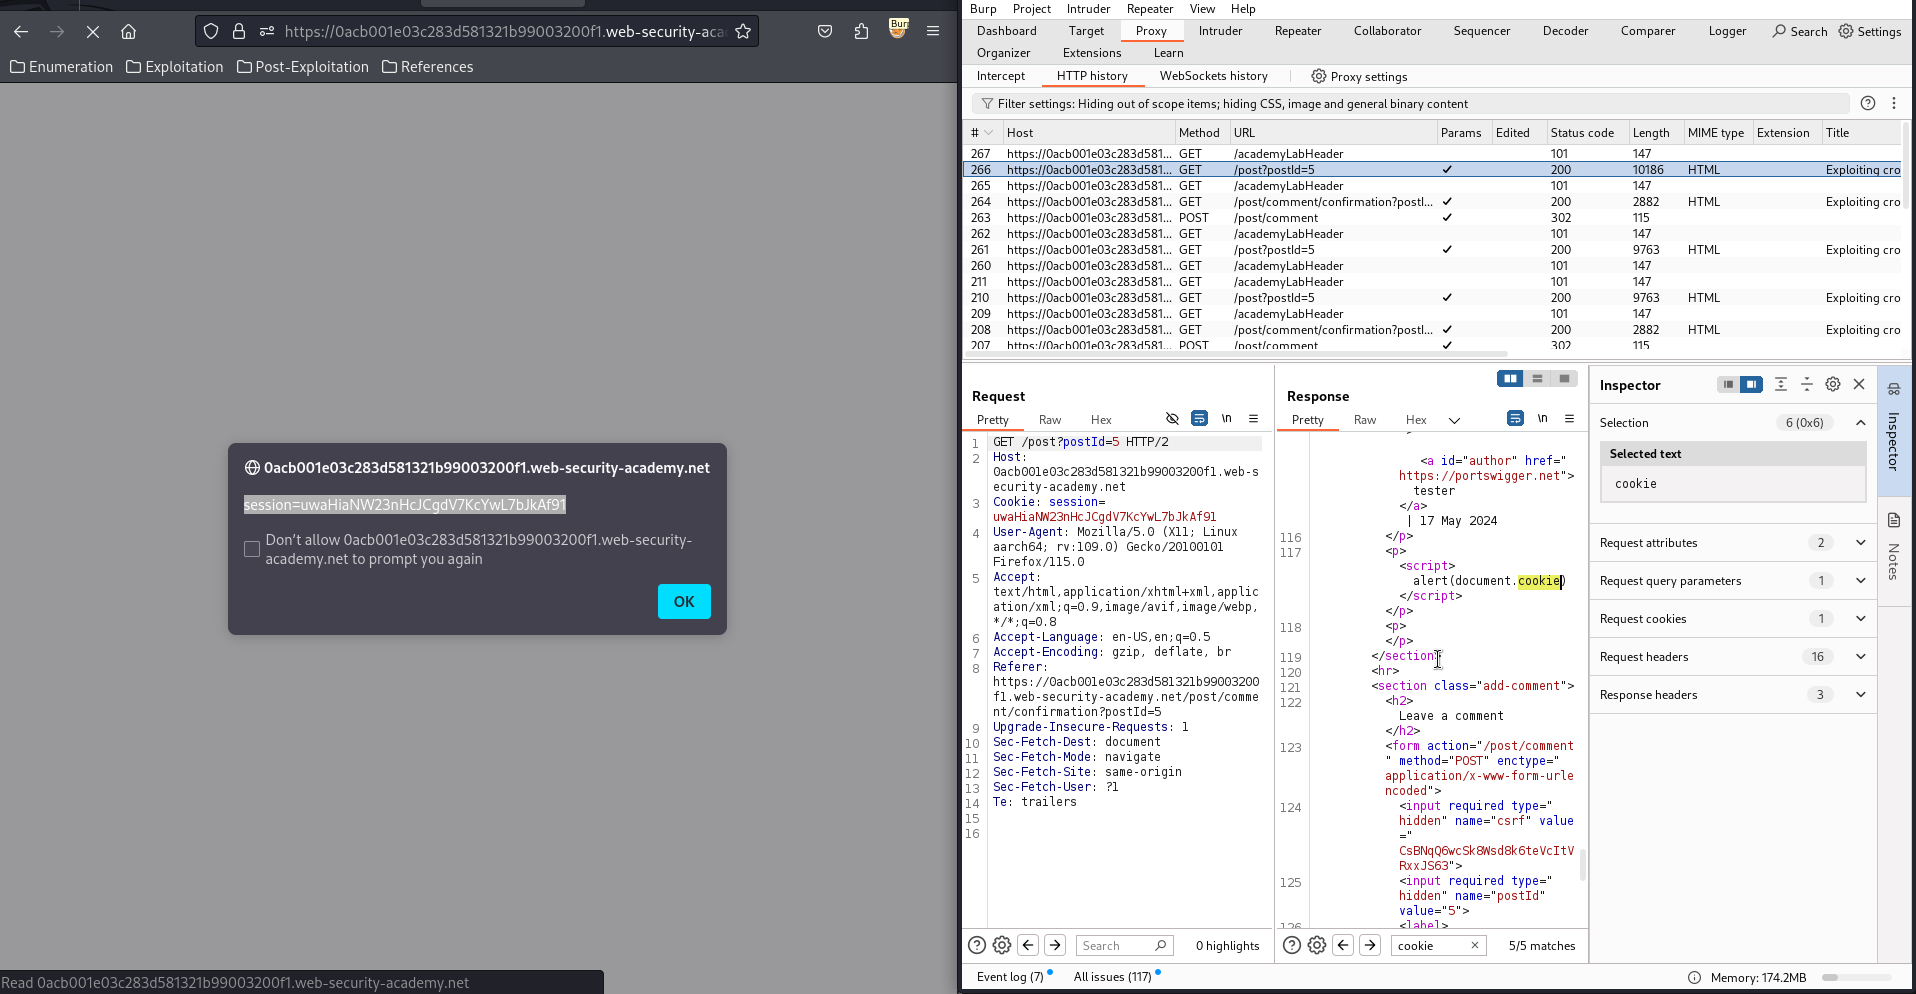 https://0acb001e03c283d581321b99003200f1.web-security-aca
Enumeration Exploitation Post-Exploitation References
0acb001e03c283d581321b99003200f1.web-security-academy.net
session=uwaHiaNW23nHcJCgdV7KcYwL7bJkAf91
Don't allow 0acb001e03c283d581321b99003200f1.web-security-
academy.net to prompt you again
OK
Read 0acb001e03c283d581321b99003200f1.web-security-academy.net
Burp Project Intruder Repeater View Help
Dashboard Target Proxy Intruder Repeater Collaborator Sequencer Decoder Comparer Logger Search Settings
Organizer Extensions Learn
Intercept HTTP history WebSockets history Proxy settings
Filter settings: Hiding out of scope items; hiding CSS, image and general binary content
# Host Method URL Params Edited Status code Length MIME type Extension Title
267 https://0acb001e03c283d581... GET /academyLabHeader 101 147
266 https://0acb001e03c283d581... GET /post?postId=5 ✓ 200 10186 HTML Exploiting cro
265 https://0acb001e03c283d581... GET /academyLabHeader 101 147
264 https://0acb001e03c283d581... GET /post/comment/confirmation?postI... ✓ 200 2882 HTML Exploiting cro
263 https://0acb001e03c283d581... POST /post/comment ✓ 302 115
262 https://0acb001e03c283d581... GET /academyLabHeader 101 147
261 https://0acb001e03c283d581... GET /post?postId=5 ✓ 200 9763 HTML Exploiting cro
260 https://0acb001e03c283d581... GET /academyLabHeader 101 147
211 https://0acb001e03c283d581... GET /academyLabHeader 101 147
210 https://0acb001e03c283d581... GET /post?postId=5 ✓ 200 9763 HTML Exploiting cro
209 https://0acb001e03c283d581... GET /academyLabHeader 101 147
208 https://0acb001e03c283d581... GET /post/comment/confirmation?postI... ✓ 200 2882 HTML Exploiting cro
207 https://0acb001e03c283d581... POST /post/comment ✓ 302 115
Request
Pretty Raw Hex \n
1 GET /post?postId=5 HTTP/2
2 Host:
0acb001e03c283d581321b99003200f1.web-s
ecurity-academy.net
3 Cookie: session=
uwaHiaNW23nHcJCgdV7KcYwL7bJkAf91
4 User-Agent: Mozilla/5.0 (X11; Linux
aarch64; rv:109.0) Gecko/20100101
Firefox/115.0
5 Accept:
text/html,application/xhtml+xml,applic
ation/xml;q=0.9,image/avif,image/webp,
*/*;q=0.8
6 Accept-Language: en-US,en;q=0.5
7 Accept-Encoding: gzip, deflate, br
8 Referer:
https://0acb001e03c283d581321b99003200
f1.web-security-academy.net/post/comme
nt/confirmation?postId=5
9 Upgrade-Insecure-Requests: 1
10 Sec-Fetch-Dest: document
11 Sec-Fetch-Mode: navigate
12 Sec-Fetch-Site: same-origin
13 Sec-Fetch-User: ?1
14 Te: trailers
15
16
Search 0 highlights
Response
Pretty Raw Hex \n
>
<a id="author" href="
https://portswigger.net">
tester
</a>
| 17 May 2024
116 </p>
117 <p>
<script>
alert(document.cookie)
</script>
</p>
118 <p>
</p>
119 </section>
120 <hr>
121 <section class="add-comment">
122 <h2>
Leave a comment
</h2>
123 <form action="/post/comment
" method="POST" enctype="
application/x-www-form-urle
ncoded">
124 <input required type="
hidden" name="csrf" value
="
CsBNqQ6wcSk8Wsd8k6teVcItV
RxxJS63">
125 <input required type="
hidden" name="postId"
value="5">
126 <label>
cookie 5/5 matches
Inspector
Selection 6 (0x6)
Selected text
cookie
Request attributes 2
Request query parameters 1
Request cookies 1
Request headers 16
Response headers 3
Inspector
Notes
Event log (7) All issues (117) Memory: 174.2MB